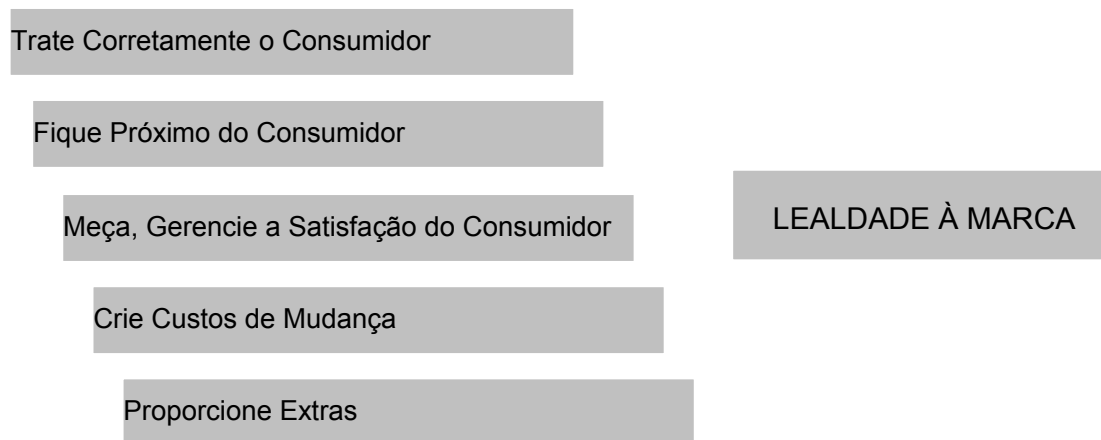 Trate Corretamente o Consumidor
Fique Próximo do Consumidor
Meça, Gerencie a Satisfação do Consumidor
LEALDADE À MARCA
Crie Custos de Mudança
Proporcione Extras